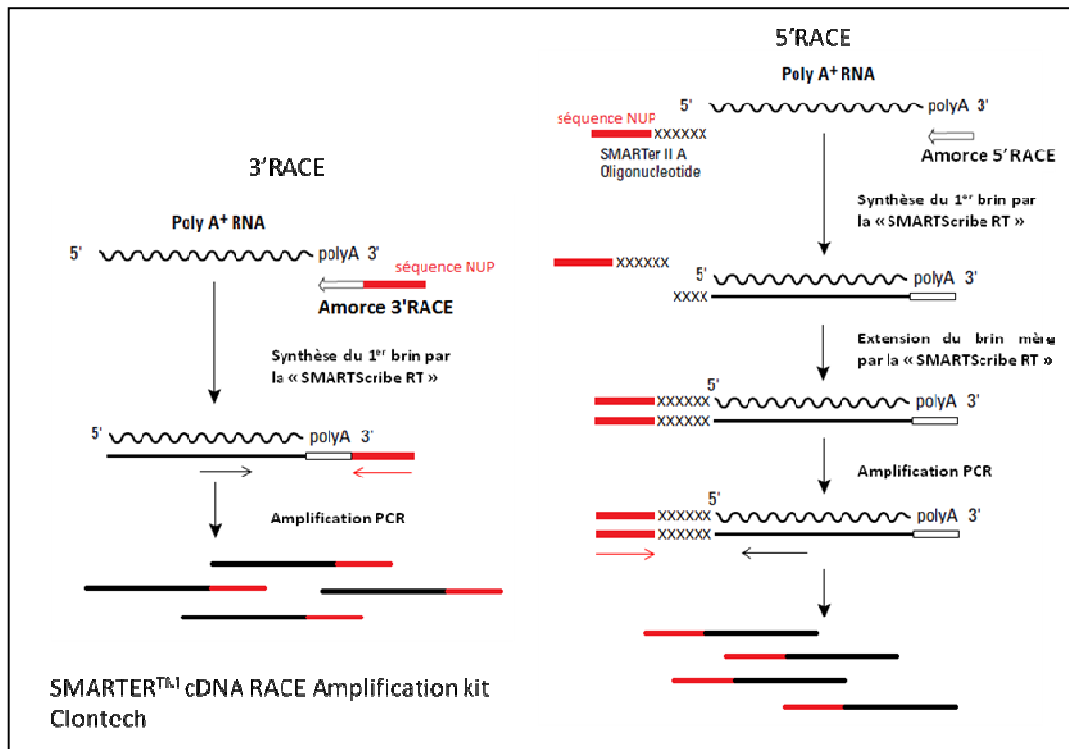 3'RACE
Poly A+ RNA
5'
polyA 3'
séquence NUP
Amorce 3'RACE
Synthèse du 1er brin par
la « SMARTScribe RT »
5'
polyA 3'
Amplification PCR
SMARTER™ cDNA RACE Amplification kit
Clontech
5'RACE
Poly A+ RNA
5'
polyA 3'
séquence NUP
XXXXXX
SMARTer II A
Oligonucleotide
Amorce 5'RACE
Synthèse du 1er brin par
la « SMARTScribe RT »
XXXXXX
5'
polyA 3'
XXXX
Extension du brin mère
par la « SMARTScribe RT »
5'
XXXXXX
polyA 3'
XXXXXX
Amplification PCR
5'
XXXXXX
polyA 3'
XXXXXX